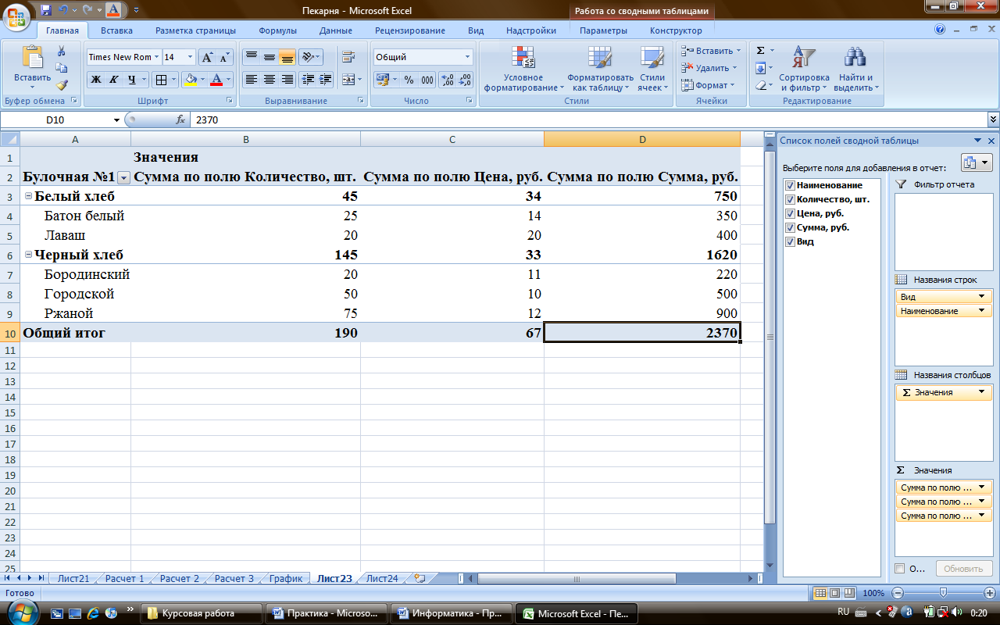 Пекарня - Microsoft Excel
Работа со сводными таблицами
Главная Вставка Разметка страницы Формулы Данные Рецензирование Вид Надстройки Параметры Конструктор
Вставить
Буфер обмена
Times New Rom 14
Ж К Ч
Шрифт
Выравнивание
Общий
% 000
Число
Условное форматирование
Форматировать как таблицу
Стили ячеек
Стили
Вставить
Удалить
Формат
Ячейки
Сортировка и фильтр
Найти и выделить
Редактирование
D10 fx 2370
A B C D
1 Значения
2 Булочная №1 Сумма по полю Количество, шт. Сумма по полю Цена, руб. Сумма по полю Сумма, руб.
3 Белый хлеб 45 34 750
4 Батон белый 25 14 350
5 Лаваш 20 20 400
6 Черный хлеб 145 33 1620
7 Бородинский 20 11 220
8 Городской 50 10 500
9 Ржаной 75 12 900
10 Общий итог 190 67 2370
11
12
13
14
15
16
17
18
19
20
21
22
23
24
25
Список полей сводной таблицы
Выберите поля для добавления в отчет:
Наименование
Количество, шт.
Цена, руб.
Сумма, руб.
Вид
Фильтр отчета
Названия строк
Вид
Наименование
Названия столбцов
Σ Значения
Σ Значения
Сумма по полю ...
Сумма по полю ...
Сумма по полю ...
О... Обновить
Лист21 Расчет 1 Расчет 2 Расчет 3 График Лист23 Лист24
Готово 100%
Курсовая работа
Практика - Microso...
Информатика - Пр...
Microsoft Excel - Пе...
RU 0:20